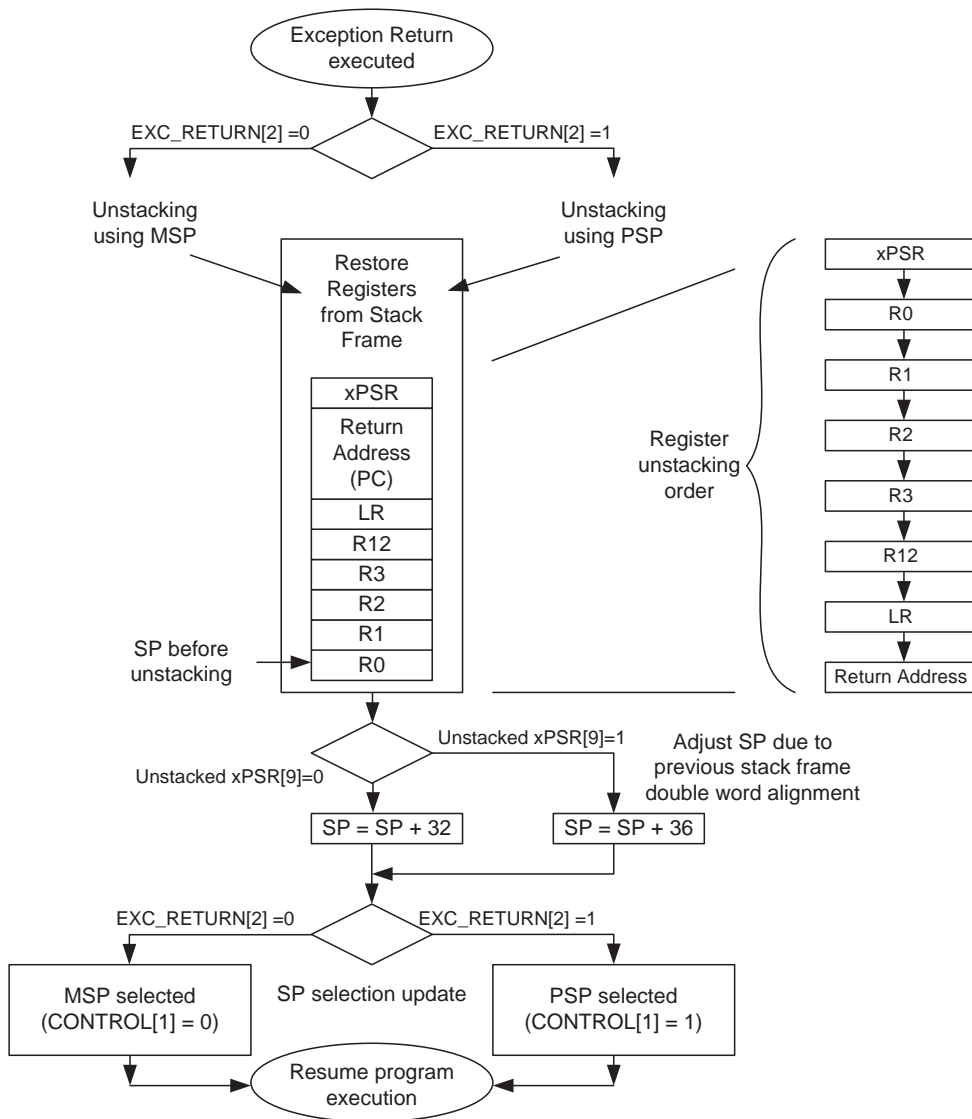 Exception Return
executed
EXC_RETURN[2] =0
EXC_RETURN[2] =1
Unstacking
using MSP
Unstacking
using PSP
Restore
Registers
from Stack
Frame
xPSR
Return
Address
(PC)
LR
R12
R3
R2
R1
R0
SP before
unstacking
Register
unstacking
order
xPSR
R0
R1
R2
R3
R12
LR
Return Address
Unstacked xPSR[9]=1
Unstacked xPSR[9]=0
Adjust SP due to
previous stack frame
double word alignment
SP = SP + 32
SP = SP + 36
EXC_RETURN[2] =0
EXC_RETURN[2] =1
MSP selected
(CONTROL[1] = 0)
SP selection update
PSP selected
(CONTROL[1] = 1)
Resume program
execution